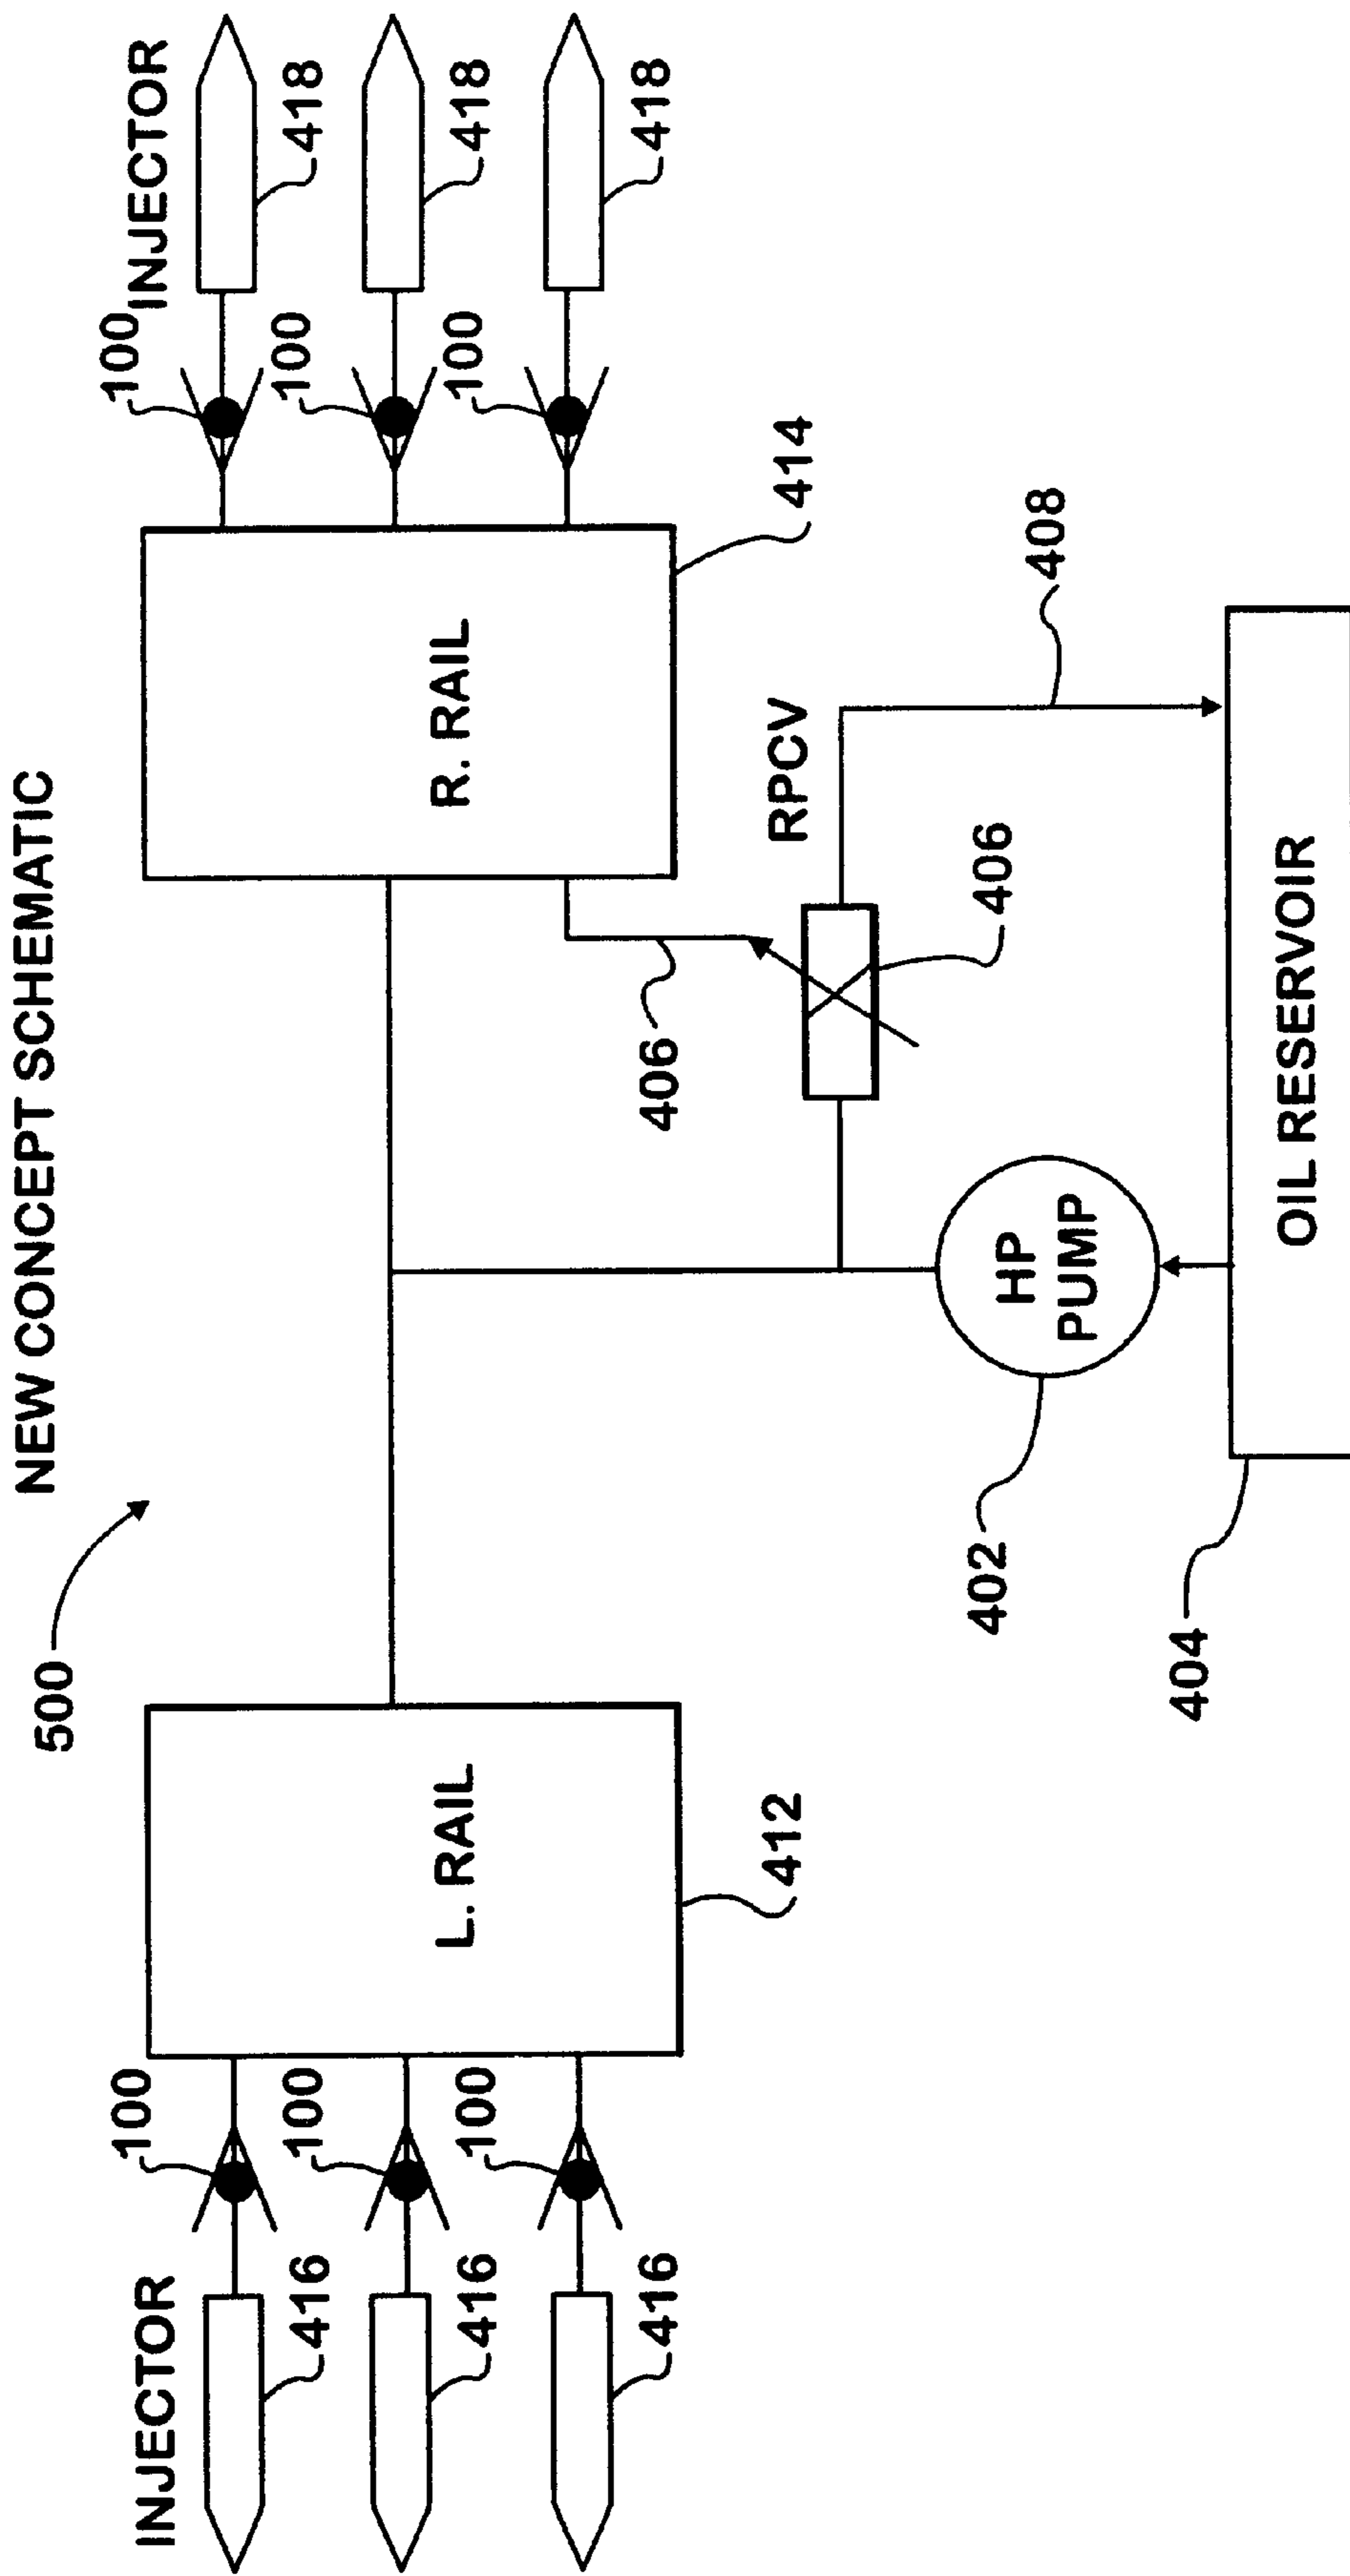 NEW CONCEPT SCHEMATIC
500
INJECTOR
100
416
100
416
100
416
L. RAIL
412
R. RAIL
414
100
INJECTOR
418
100
418
100
418
406
RPCV
406
408
HP
PUMP
402
OIL RESERVOIR
404